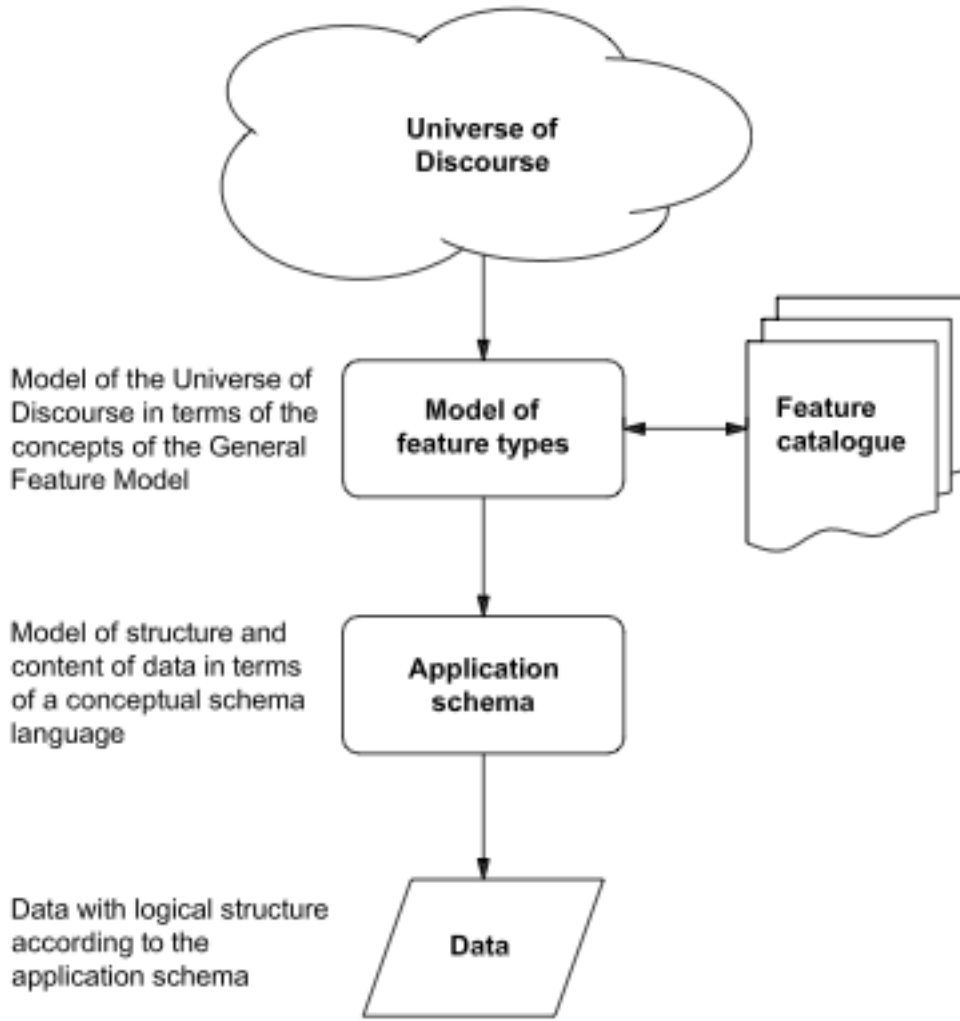 Universe of
Discourse
Model of the Universe of
Discourse in terms of the
concepts of the General
Feature Model
Model of
feature types
Feature
catalogue
Model of structure and
content of data in terms
of a conceptual schema
language
Application
schema
Data with logical structure
according to the
application schema
Data